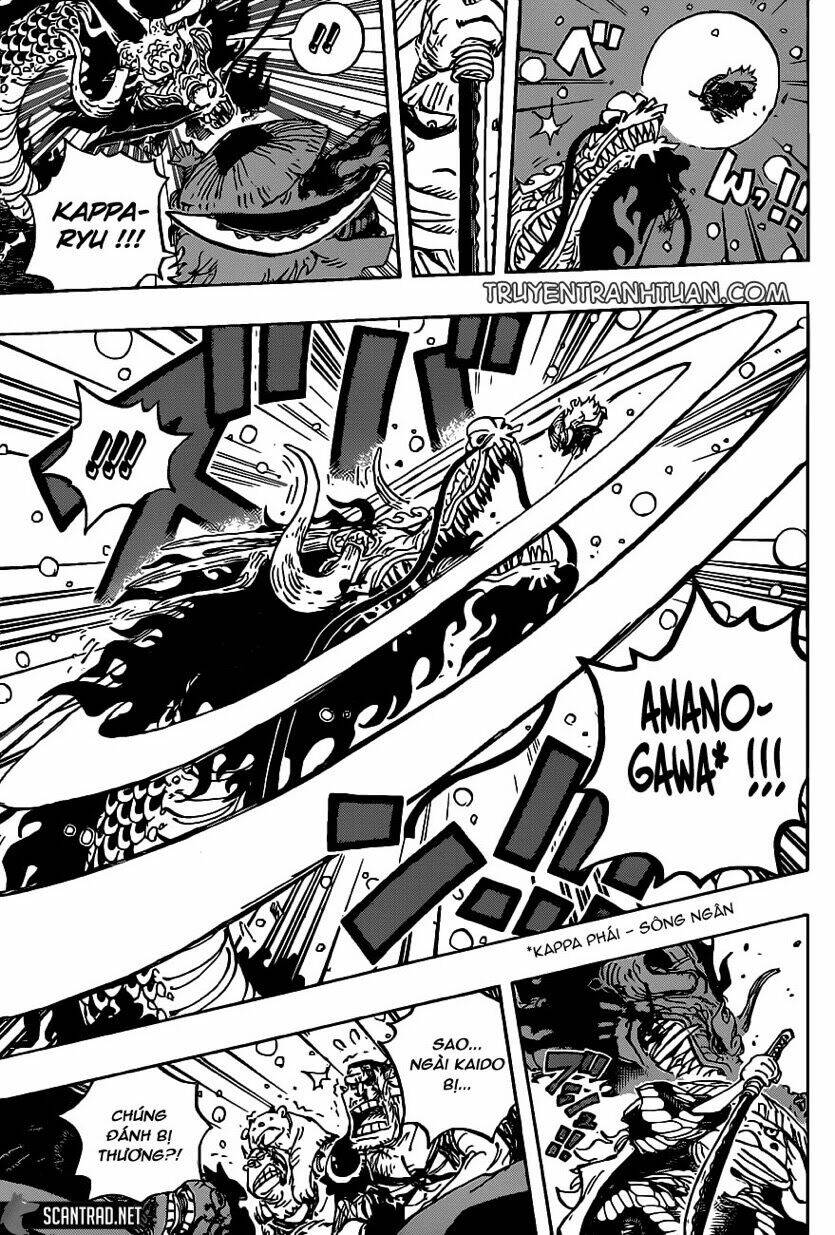 !!
KAPPA-
RYU !!!
べ
ん!!
TRUYENTRANHTUAN.COM
!!!!
AMANO-
GAWA* !!!
*KAPPA PHÁI – SÔNG NGÂN
SAO...
NGÀI KAIDO
BỊ...
CHÚNG
ĐÁNH BỊ
THƯƠNG?!
SCANTRAD.NET